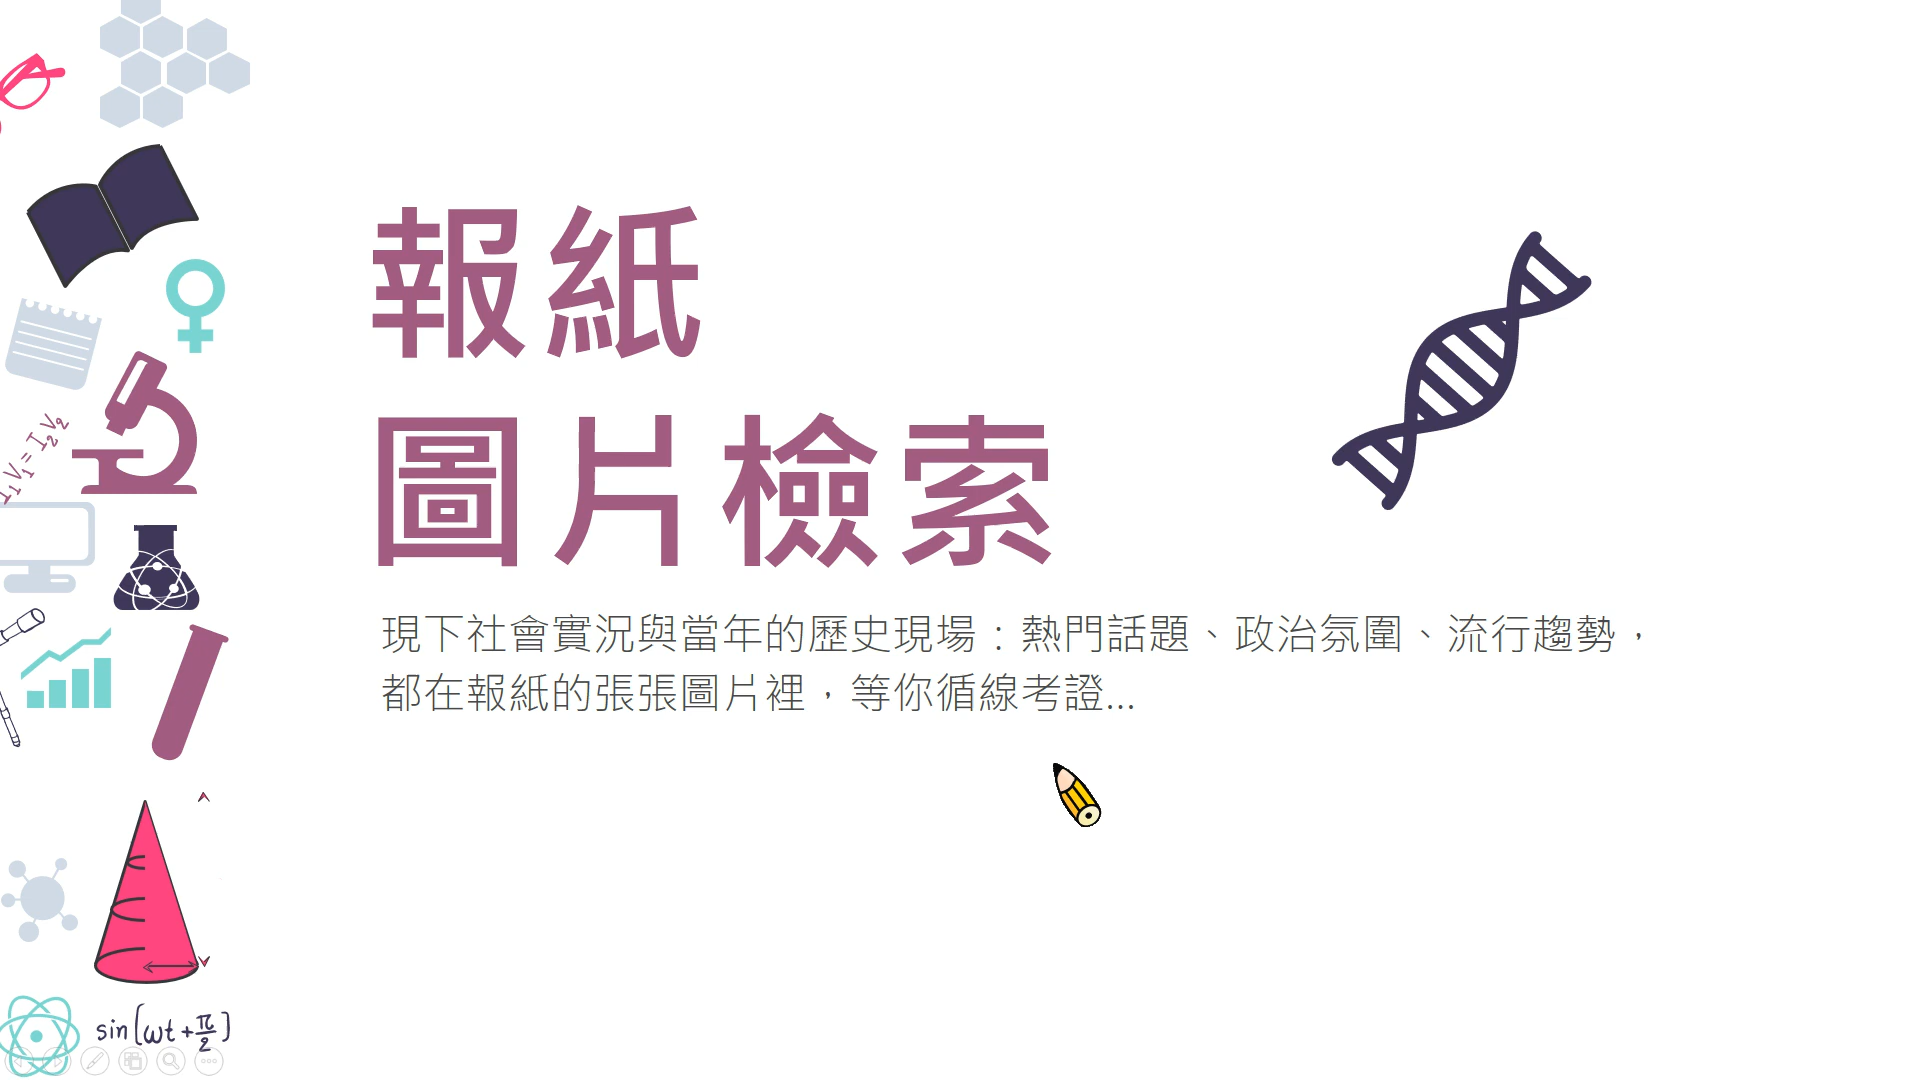 報紙
圖片檢索
現下社會實況與當年的歷史現場：熱門話題、政治氛圍、流行趨勢，
都在報紙的張張圖片裡，等你循線考證...
I₁V₁=I₂V₂
sin(ωt+π/2)